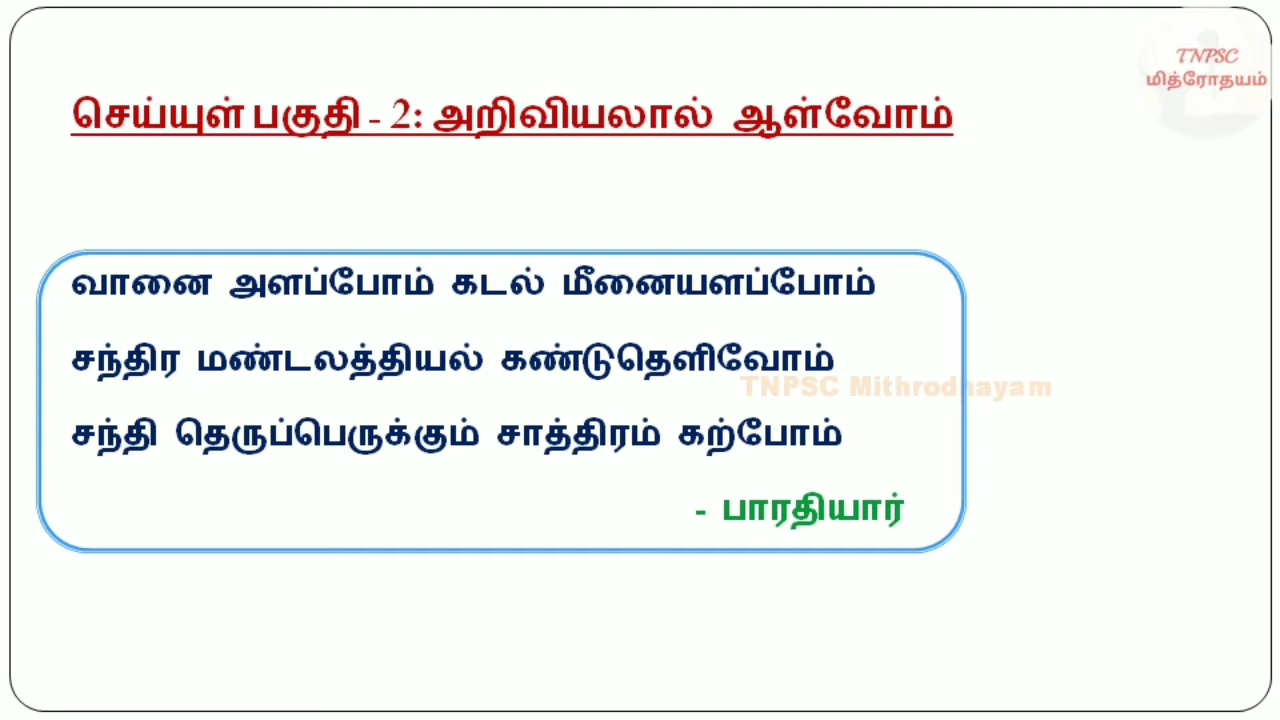 TNPSC
மித்ரோதயம்
செய்யுள் பகுதி - 2: அறிவியலால் ஆள்வோம்
வானை அளப்போம் கடல் மீனையளப்போம்
சந்திர மண்டலத்தியல் கண்டுதெளிவோம்
TNPSC Mithrodhayam
சந்தி தெருப்பெருக்கும் சாத்திரம் கற்போம்
- பாரதியார்